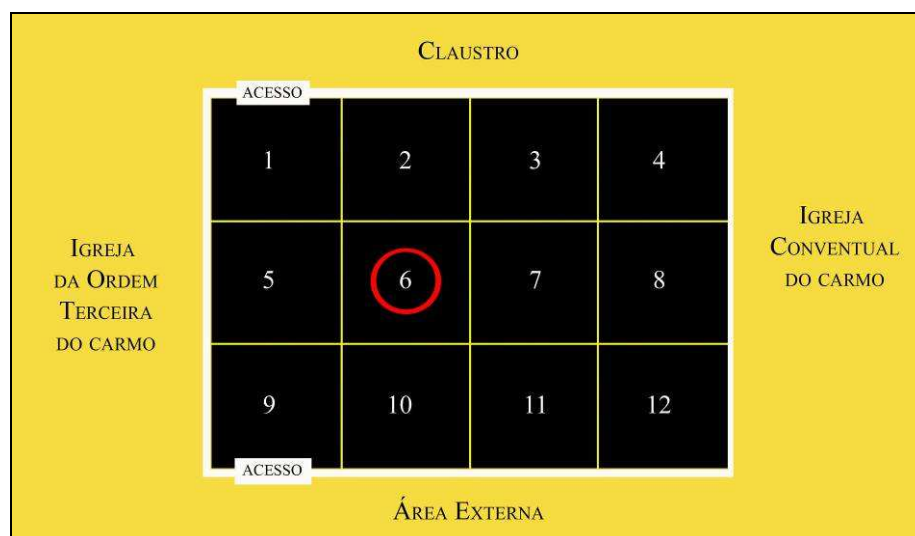 CLAUSTRO
ACESSO
1 2 3 4
IGREJA
DA ORDEM
TERCEIRA
DO CARMO
5 6 7 8
IGREJA
CONVENTUAL
DO CARMO
9 10 11 12
ACESSO
ÁREA EXTERNA